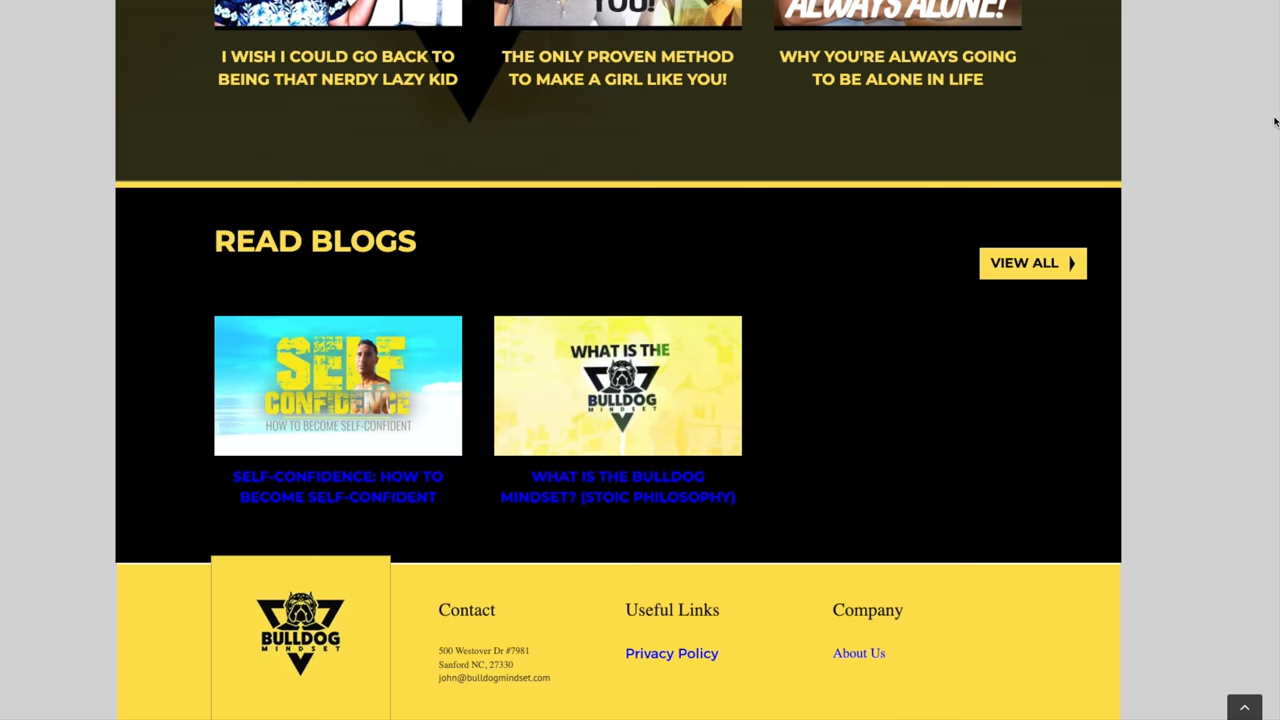 YOU!
ALWAYS ALONE!
I WISH I COULD GO BACK TO
BEING THAT NERDY LAZY KID
THE ONLY PROVEN METHOD
TO MAKE A GIRL LIKE YOU!
WHY YOU'RE ALWAYS GOING
TO BE ALONE IN LIFE
READ BLOGS
VIEW ALL
SELF
CONFIDENCE
HOW TO BECOME SELF-CONFIDENT
WHAT IS THE
BULLDOG
MINDSET
SELF-CONFIDENCE: HOW TO
BECOME SELF-CONFIDENT
WHAT IS THE BULLDOG
MINDSET? (STOIC PHILOSOPHY)
BULLDOG
MINDSET
Contact
500 Westover Dr #7981
Sanford NC, 27330
john@bulldogmindset.com
Useful Links
Privacy Policy
Company
About Us